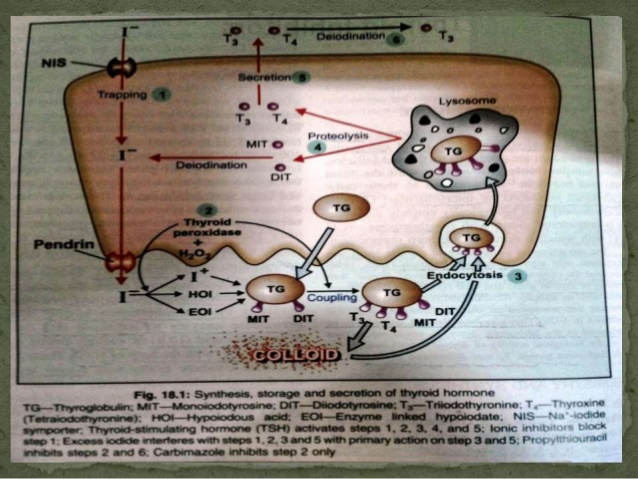 I⁻
T3 T4 Deiodination 6 T3
NIS
Secretion 5
Lysosome
Trapping 1
T3 T4
Proteolysis
4
MIT
TG
I⁻
Deiodination
DIT
2
Thyroid
peroxidase
+
H2O2
TG
TG
Pendrin
Endocytosis 3
I⁺
I⁻
HOI
EOI
TG
Coupling
TG
MIT DIT
T3 T4 MIT DIT
COLLOID
Fig. 18.1: Synthesis, storage and secretion of thyroid hormone
TG—Thyroglobulin; MIT—Monoiodotyrosine; DIT—Diiodotyrosine; T3—Triiodothyronine; T4—Thyroxine
(Tetraiodothyronine); HOI—Hypoiodous acid; EOI—Enzyme linked hypoiodate; NIS—Na⁺-iodide
symporter; Thyroid-stimulating hormone (TSH) activates steps 1, 2, 3, 4, and 5; Ionic inhibitors block
step 1; Excess iodide interferes with steps 1, 2, 3 and 5 with primary action on step 3 and 5; Propylthiouracil
inhibits steps 2 and 6; Carbimazole inhibits step 2 only